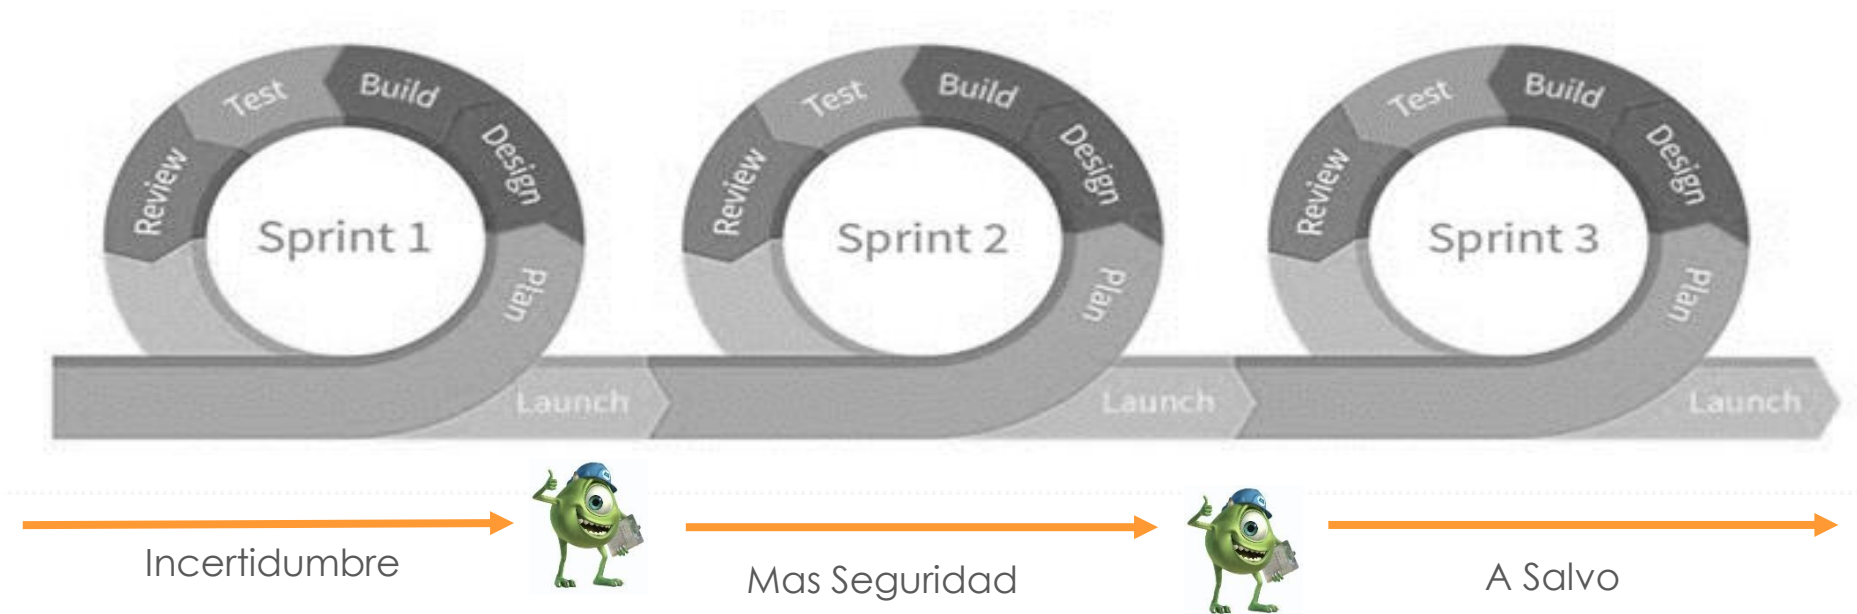 Test
Build
Design
Review
Sprint 1
Plan
Launch
Test
Build
Design
Review
Sprint 2
Plan
Launch
Test
Build
Design
Review
Sprint 3
Plan
Launch
Incertidumbre
Mas Seguridad
A Salvo